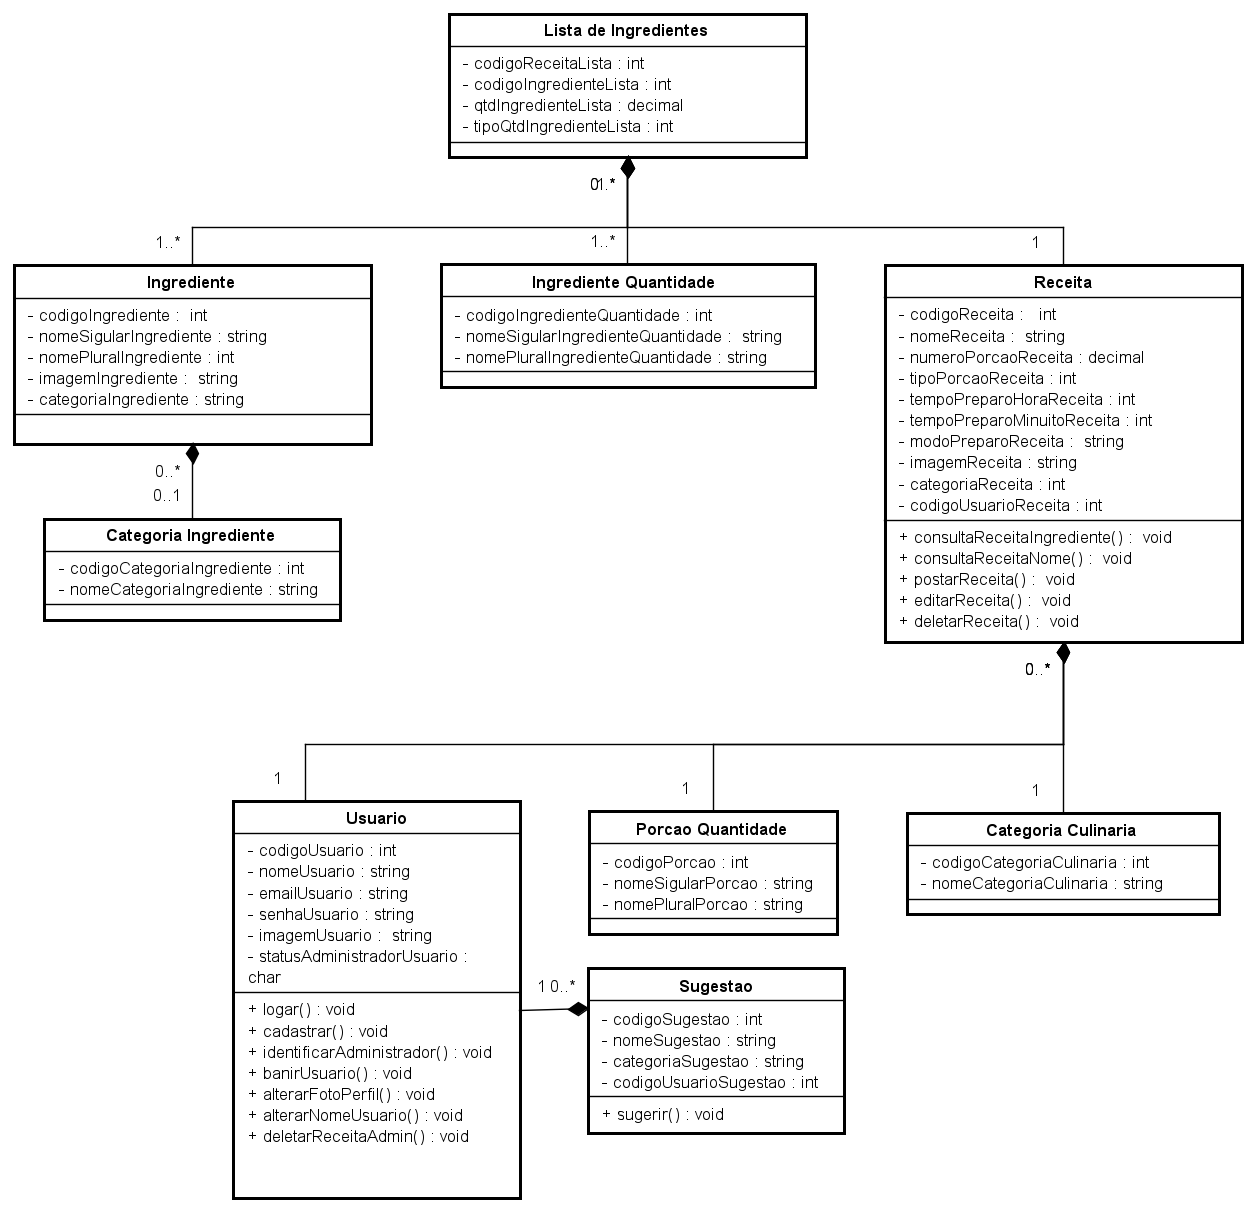 Lista de Ingredientes
- codigoReceitaLista : int
- codigoIngredienteLista : int
- qtdIngredienteLista : decimal
- tipoQtdIngredienteLista : int
1..*
1..*
1
Ingrediente
- codigoIngrediente :  int
- nomeSigularIngrediente : string
- nomePluralIngrediente : int
- imagemIngrediente :  string
- categoriaIngrediente : string
Ingrediente Quantidade
- codigoIngredienteQuantidade : int
- nomeSigularIngredienteQuantidade :  string
- nomePluralIngredienteQuantidade : string
Receita
- codigoReceita :   int
- nomeReceita :  string
- numeroPorcaoReceita : decimal
- tipoPorcaoReceita : int
- tempoPreparoHoraReceita : int
- tempoPreparoMinuitoReceita : int
- modoPreparoReceita :  string
- imagemReceita : string
- categoriaReceita : int
- codigoUsuarioReceita : int
+ consultaReceitaIngrediente() :  void
+ consultaReceitaNome() :  void
+ postarReceita() :  void
+ editarReceita() :  void
+ deletarReceita() :  void
0..*
0..1
Categoria Ingrediente
- codigoCategoriaIngrediente : int
- nomeCategoriaIngrediente : string
0..*
1
1
1
Usuario
- codigoUsuario : int
- nomeUsuario : string
- emailUsuario : string
- senhaUsuario : string
- imagemUsuario :  string
- statusAdministradorUsuario :
char
+ logar() : void
+ cadastrar() : void
+ identificarAdministrador() : void
+ banirUsuario() : void
+ alterarFotoPerfil() : void
+ alterarNomeUsuario() : void
+ deletarReceitaAdmin() : void
Porcao Quantidade
- codigoPorcao : int
- nomeSigularPorcao : string
- nomePluralPorcao : string
Categoria Culinaria
- codigoCategoriaCulinaria : int
- nomeCategoriaCulinaria : string
1 0..*
Sugestao
- codigoSugestao : int
- nomeSugestao : string
- categoriaSugestao : string
- codigoUsuarioSugestao : int
+ sugerir() : void